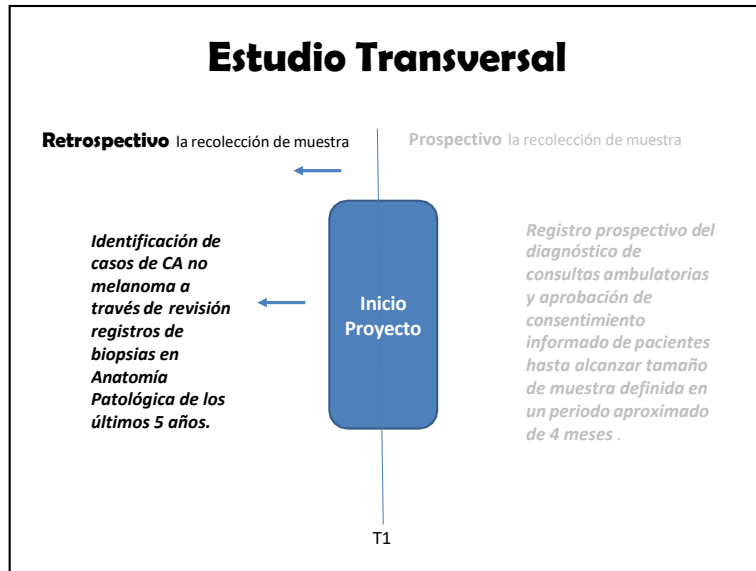 Estudio Transversal
Retrospectivo la recolección de muestra
Prospectivo la recolección de muestra
Identificación de
casos de CA no
melanoma a
través de revisión
registros de
biopsias en
Anatomía
Patológica de los
últimos 5 años.
Inicio
Proyecto
Registro prospectivo del
diagnóstico de
consultas ambulatorias
y aprobación de
consentimiento
informado de pacientes
hasta alcanzar tamaño
de muestra definida en
un periodo aproximado
de 4 meses .
T1